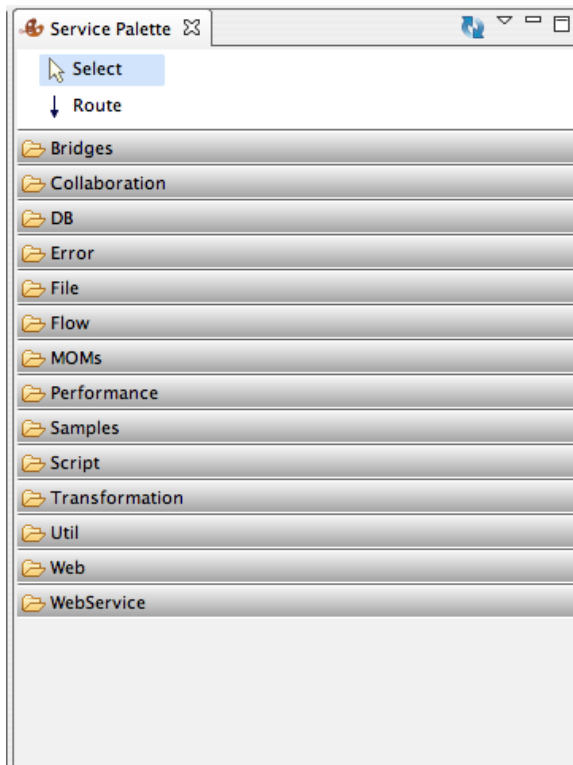 Service Palette
Select
Route
Bridges
Collaboration
DB
Error
File
Flow
MOMs
Performance
Samples
Script
Transformation
Util
Web
WebService